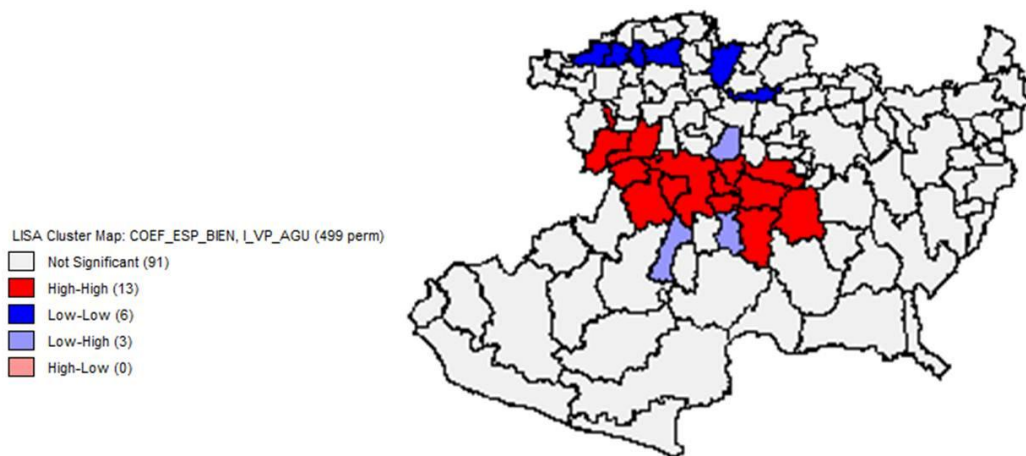 LISA Cluster Map: COEF_ESP_BIEN, I_VP_AGU (499 perm)
Not Significant (91)
High-High (13)
Low-Low (6)
Low-High (3)
High-Low (0)